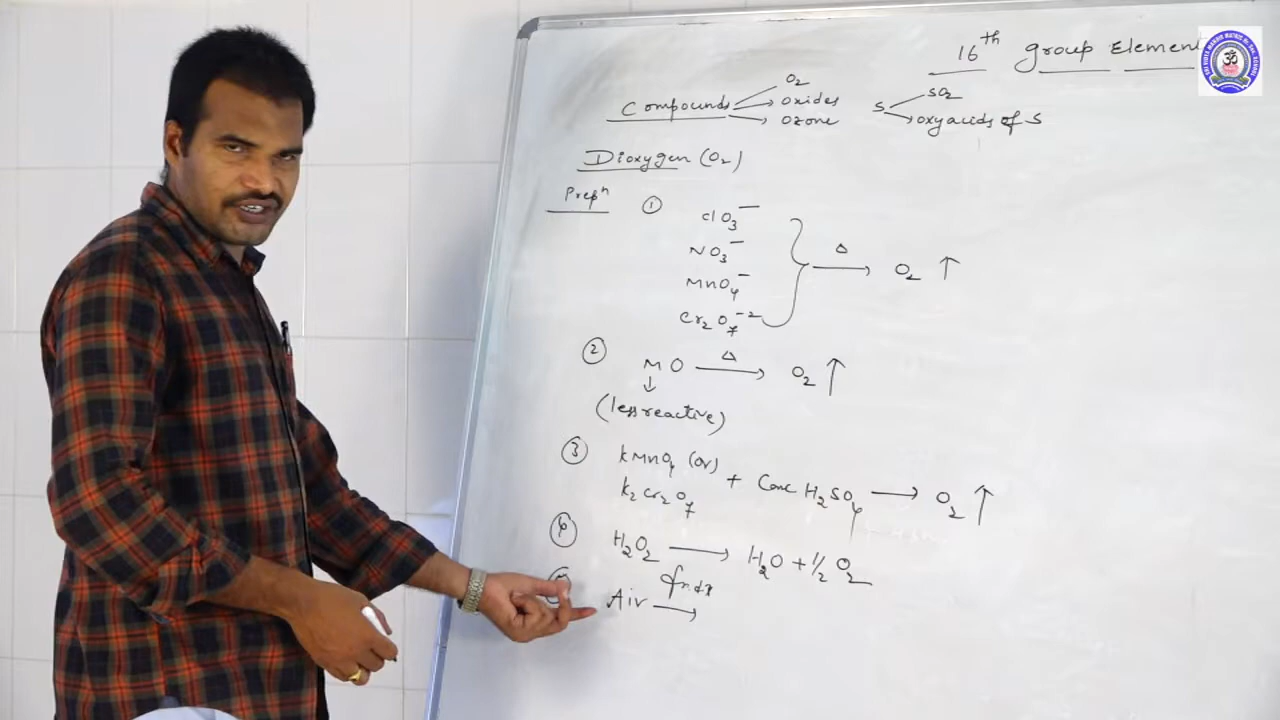 16th Group Element
Compounds → O2
→ oxides
→ ozone
S → SO2
→ oxyacids of S
Dioxygen (O2)
Prepⁿ ①
ClO3⁻
NO3⁻
MnO4⁻
Cr2O7⁻²
Δ → O2 ↑
② MO Δ → O2 ↑
↓
(less reactive)
③ KMnO4 (or)
K2Cr2O7
+ Conc H2SO4 → O2 ↑
④ H2O2 → H2O + 1/2 O2
Air →